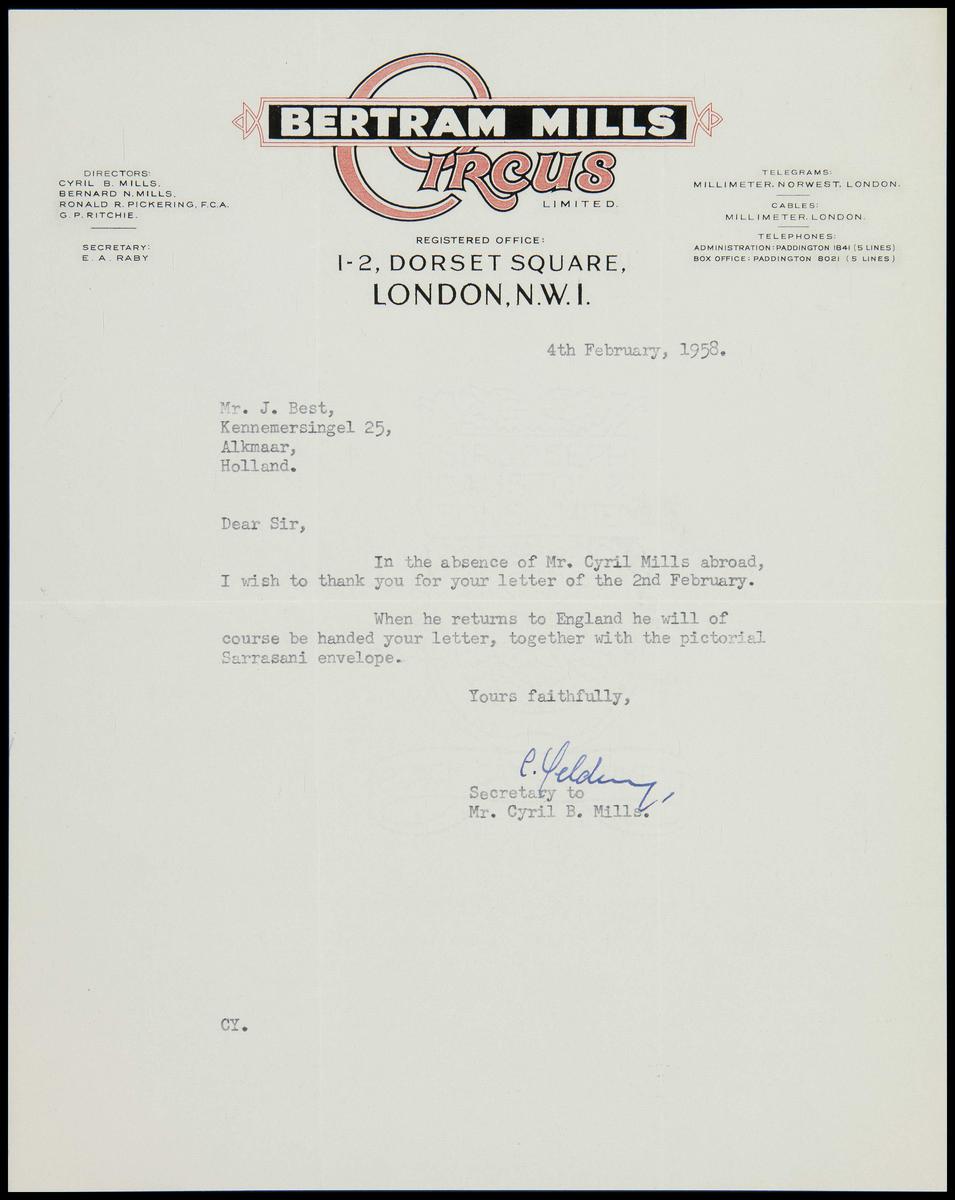 BERTRAM MILLS
CIRCUS
LIMITED.
DIRECTORS:
CYRIL B. MILLS.
BERNARD N. MILLS.
RONALD R. PICKERING, F.C.A.
G. P. RITCHIE.
SECRETARY:
E. A. RABY
TELEGRAMS:
MILLIMETER. NORWEST. LONDON.
CABLES:
MILLIMETER. LONDON.
TELEPHONES:
ADMINISTRATION: PADDINGTON 1841 (5 LINES)
BOX OFFICE: PADDINGTON 8021 (5 LINES)
REGISTERED OFFICE:
1-2, DORSET SQUARE,
LONDON, N.W.1.
4th February, 1958.
Mr. J. Best,
Kennemersingel 25,
Alkmaar,
Holland.
Dear Sir,
In the absence of Mr. Cyril Mills abroad,
I wish to thank you for your letter of the 2nd February.
When he returns to England he will of
course be handed your letter, together with the pictorial
Sarrasani envelope.
Yours faithfully,
C. Yelding,
Secretary to
Mr. Cyril B. Mills.
CY.